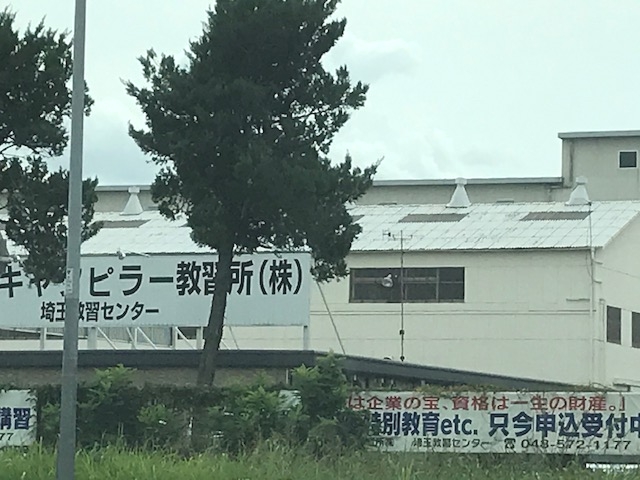 キャタピラー教習所(株)
埼玉教習センター
講習
77
は企業の宝、資格は一生の財産。」
特別教育etc. 只今申込受付中
埼玉教習センター ☎ 048-572-1177